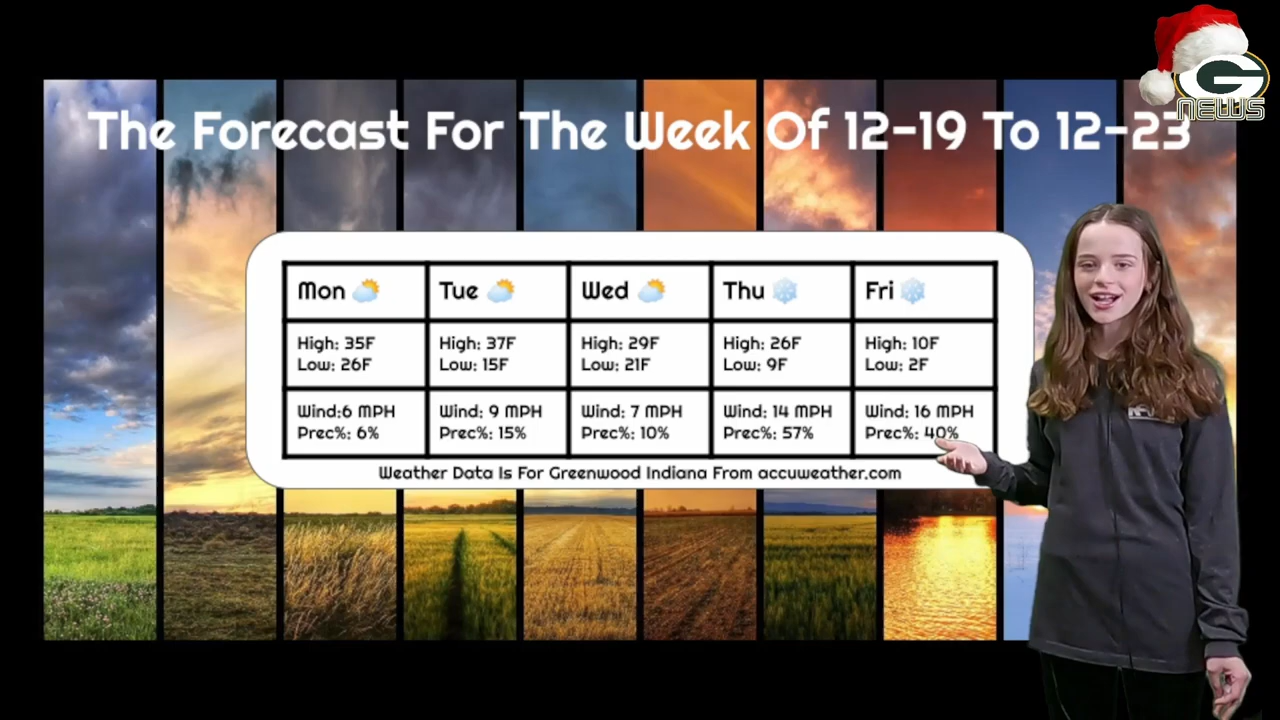 G
NEWS
The Forecast For The Week Of 12-19 To 12-23
Mon Tue Wed Thu Fri
High: 35F High: 37F High: 29F High: 26F High: 10F
Low: 26F Low: 15F Low: 21F Low: 9F Low: 2F
Wind:6 MPH Wind: 9 MPH Wind: 7 MPH Wind: 14 MPH Wind: 16 MPH
Prec%: 6% Prec%: 15% Prec%: 10% Prec%: 57% Prec%: 40%
Weather Data Is For Greenwood Indiana From accuweather.com